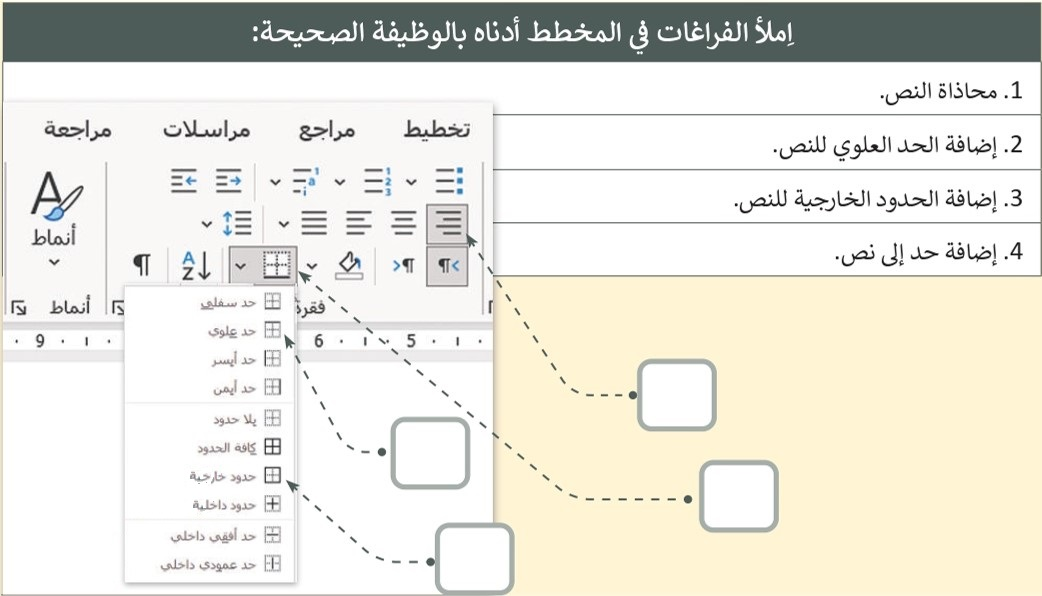 إملأ الفراغات في المخطط أدناه بالوظيفة الصحيحة:
1. محاذاة النص.
2. إضافة الحد العلوي للنص.
3. إضافة الحدود الخارجية للنص.
4. إضافة حد إلى نص.
تخطيط مراجع مراسلات مراجعة
أنماط
فقرة أنماط
5 6 9
حد سفلي
حد علوي
حد أيسر
حد أيمن
بلا حدود
كافة الحدود
حدود خارجية
حدود داخلية
حد أفقي داخلي
حد عمودي داخلي